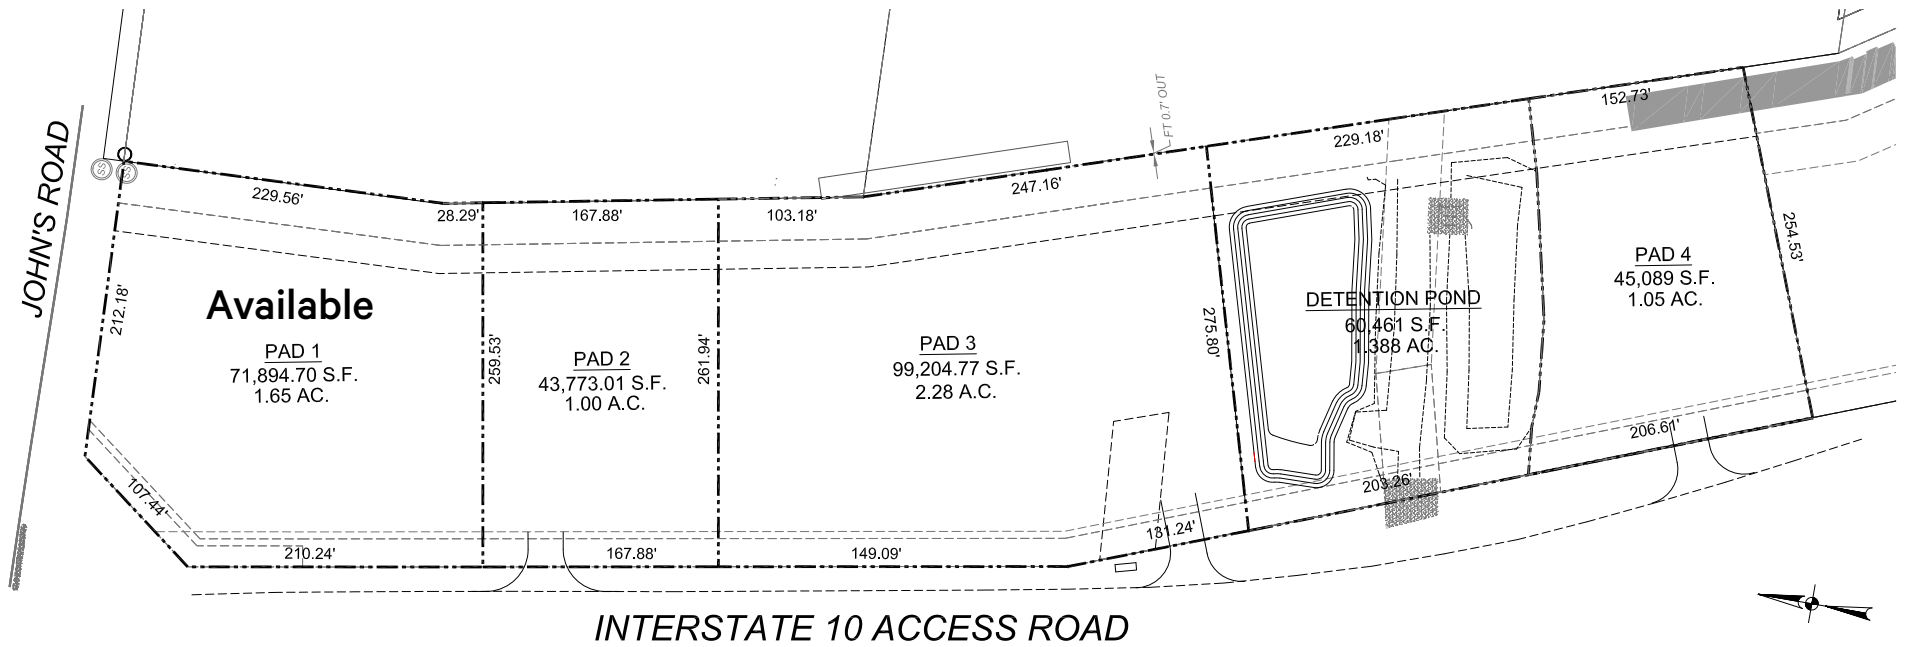 JOHN'S ROAD
SS
SS
229.56'
28.29'
167.88'
103.18'
247.16'
FT 0.7' OUT
229.18'
152.73'
212.18'
Available
PAD 1
71,894.70 S.F.
1.65 AC.
259.53'
PAD 2
43,773.01 S.F.
1.00 A.C.
261.94'
PAD 3
99,204.77 S.F.
2.28 A.C.
275.80'
DETENTION POND
60,461 S.F.
1.388 AC.
PAD 4
45,089 S.F.
1.05 AC.
254.53'
107.44'
210.24'
167.88'
149.09'
131.24'
203.26'
206.61'
INTERSTATE 10 ACCESS ROAD